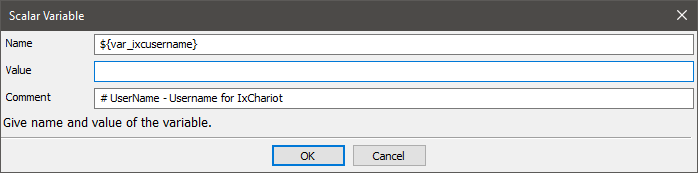 Scalar Variable
Name ${var_ixcusername}
Value
Comment # UserName - Username for IxChariot
Give name and value of the variable.
OK Cancel